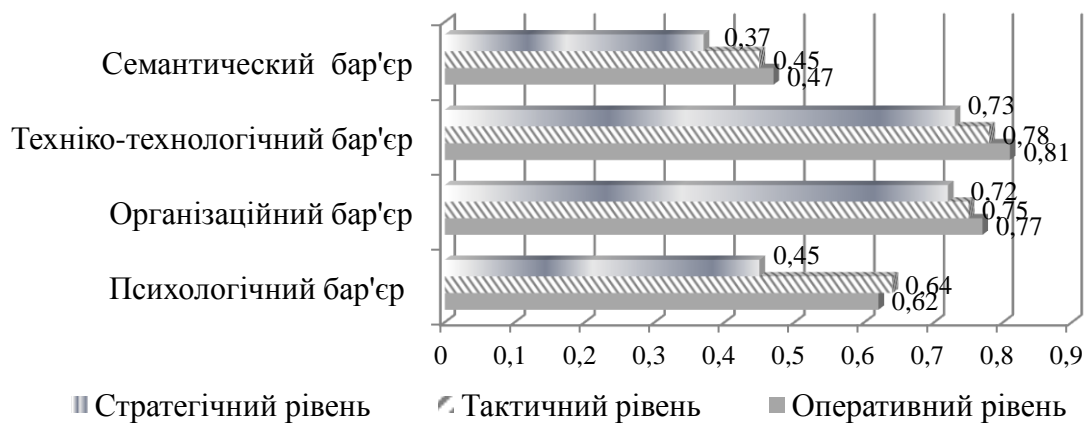 Семантический бар'єр
0,37
0,45
0,47
Техніко-технологічний бар'єр
0,73
0,78
0,81
Організаційний бар'єр
0,72
0,75
0,77
Психологічний бар'єр
0,45
0,64
0,62
0 0,1 0,2 0,3 0,4 0,5 0,6 0,7 0,8 0,9
Стратегічний рівень Тактичний рівень Оперативний рівень